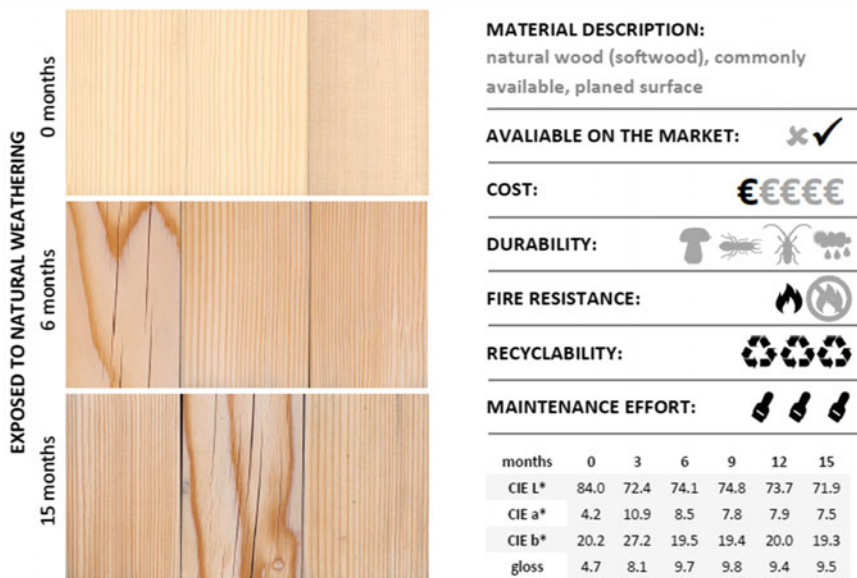 EXPOSED TO NATURAL WEATHERING
0 months
6 months
15 months
MATERIAL DESCRIPTION:
natural wood (softwood), commonly
available, planed surface
AVALIABLE ON THE MARKET:
COST: €€€€€
DURABILITY:
FIRE RESISTANCE:
RECYCLABILITY:
MAINTENANCE EFFORT:
months 0 3 6 9 12 15
CIE L* 84.0 72.4 74.1 74.8 73.7 71.9
CIE a* 4.2 10.9 8.5 7.8 7.9 7.5
CIE b* 20.2 27.2 19.5 19.4 20.0 19.3
gloss 4.7 8.1 9.7 9.8 9.4 9.5